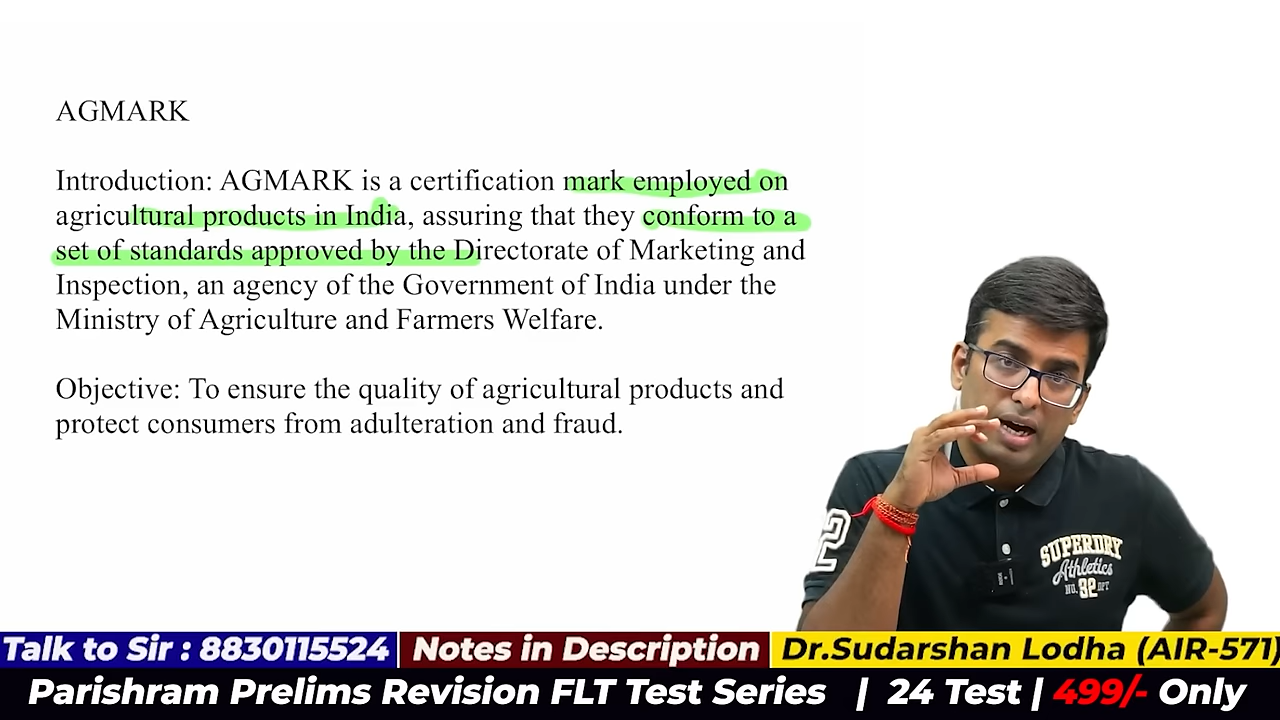 AGMARK
Introduction: AGMARK is a certification mark employed on
agricultural products in India, assuring that they conform to a
set of standards approved by the Directorate of Marketing and
Inspection, an agency of the Government of India under the
Ministry of Agriculture and Farmers Welfare.
Objective: To ensure the quality of agricultural products and
protect consumers from adulteration and fraud.
2
SUPERDRY
Athletics
NO. 32 DPT
Talk to Sir : 8830115524
Notes in Description
Dr.Sudarshan Lodha (AIR-571)
Parishram Prelims Revision FLT Test Series | 24 Test | 499/- Only